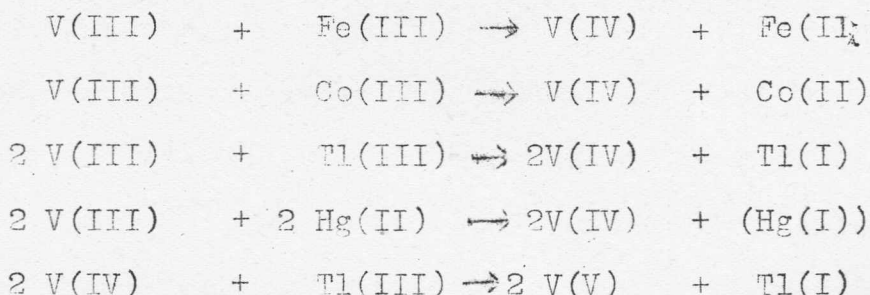 V(III) + Fe(III) → V(IV) + Fe(II)
V(III) + Co(III) → V(IV) + Co(II)
2 V(III) + Tl(III) → 2V(IV) + Tl(I)
2 V(III) + 2 Hg(II) → 2V(IV) + (Hg(I))
2 V(IV) + Tl(III) → 2 V(V) + Tl(I)